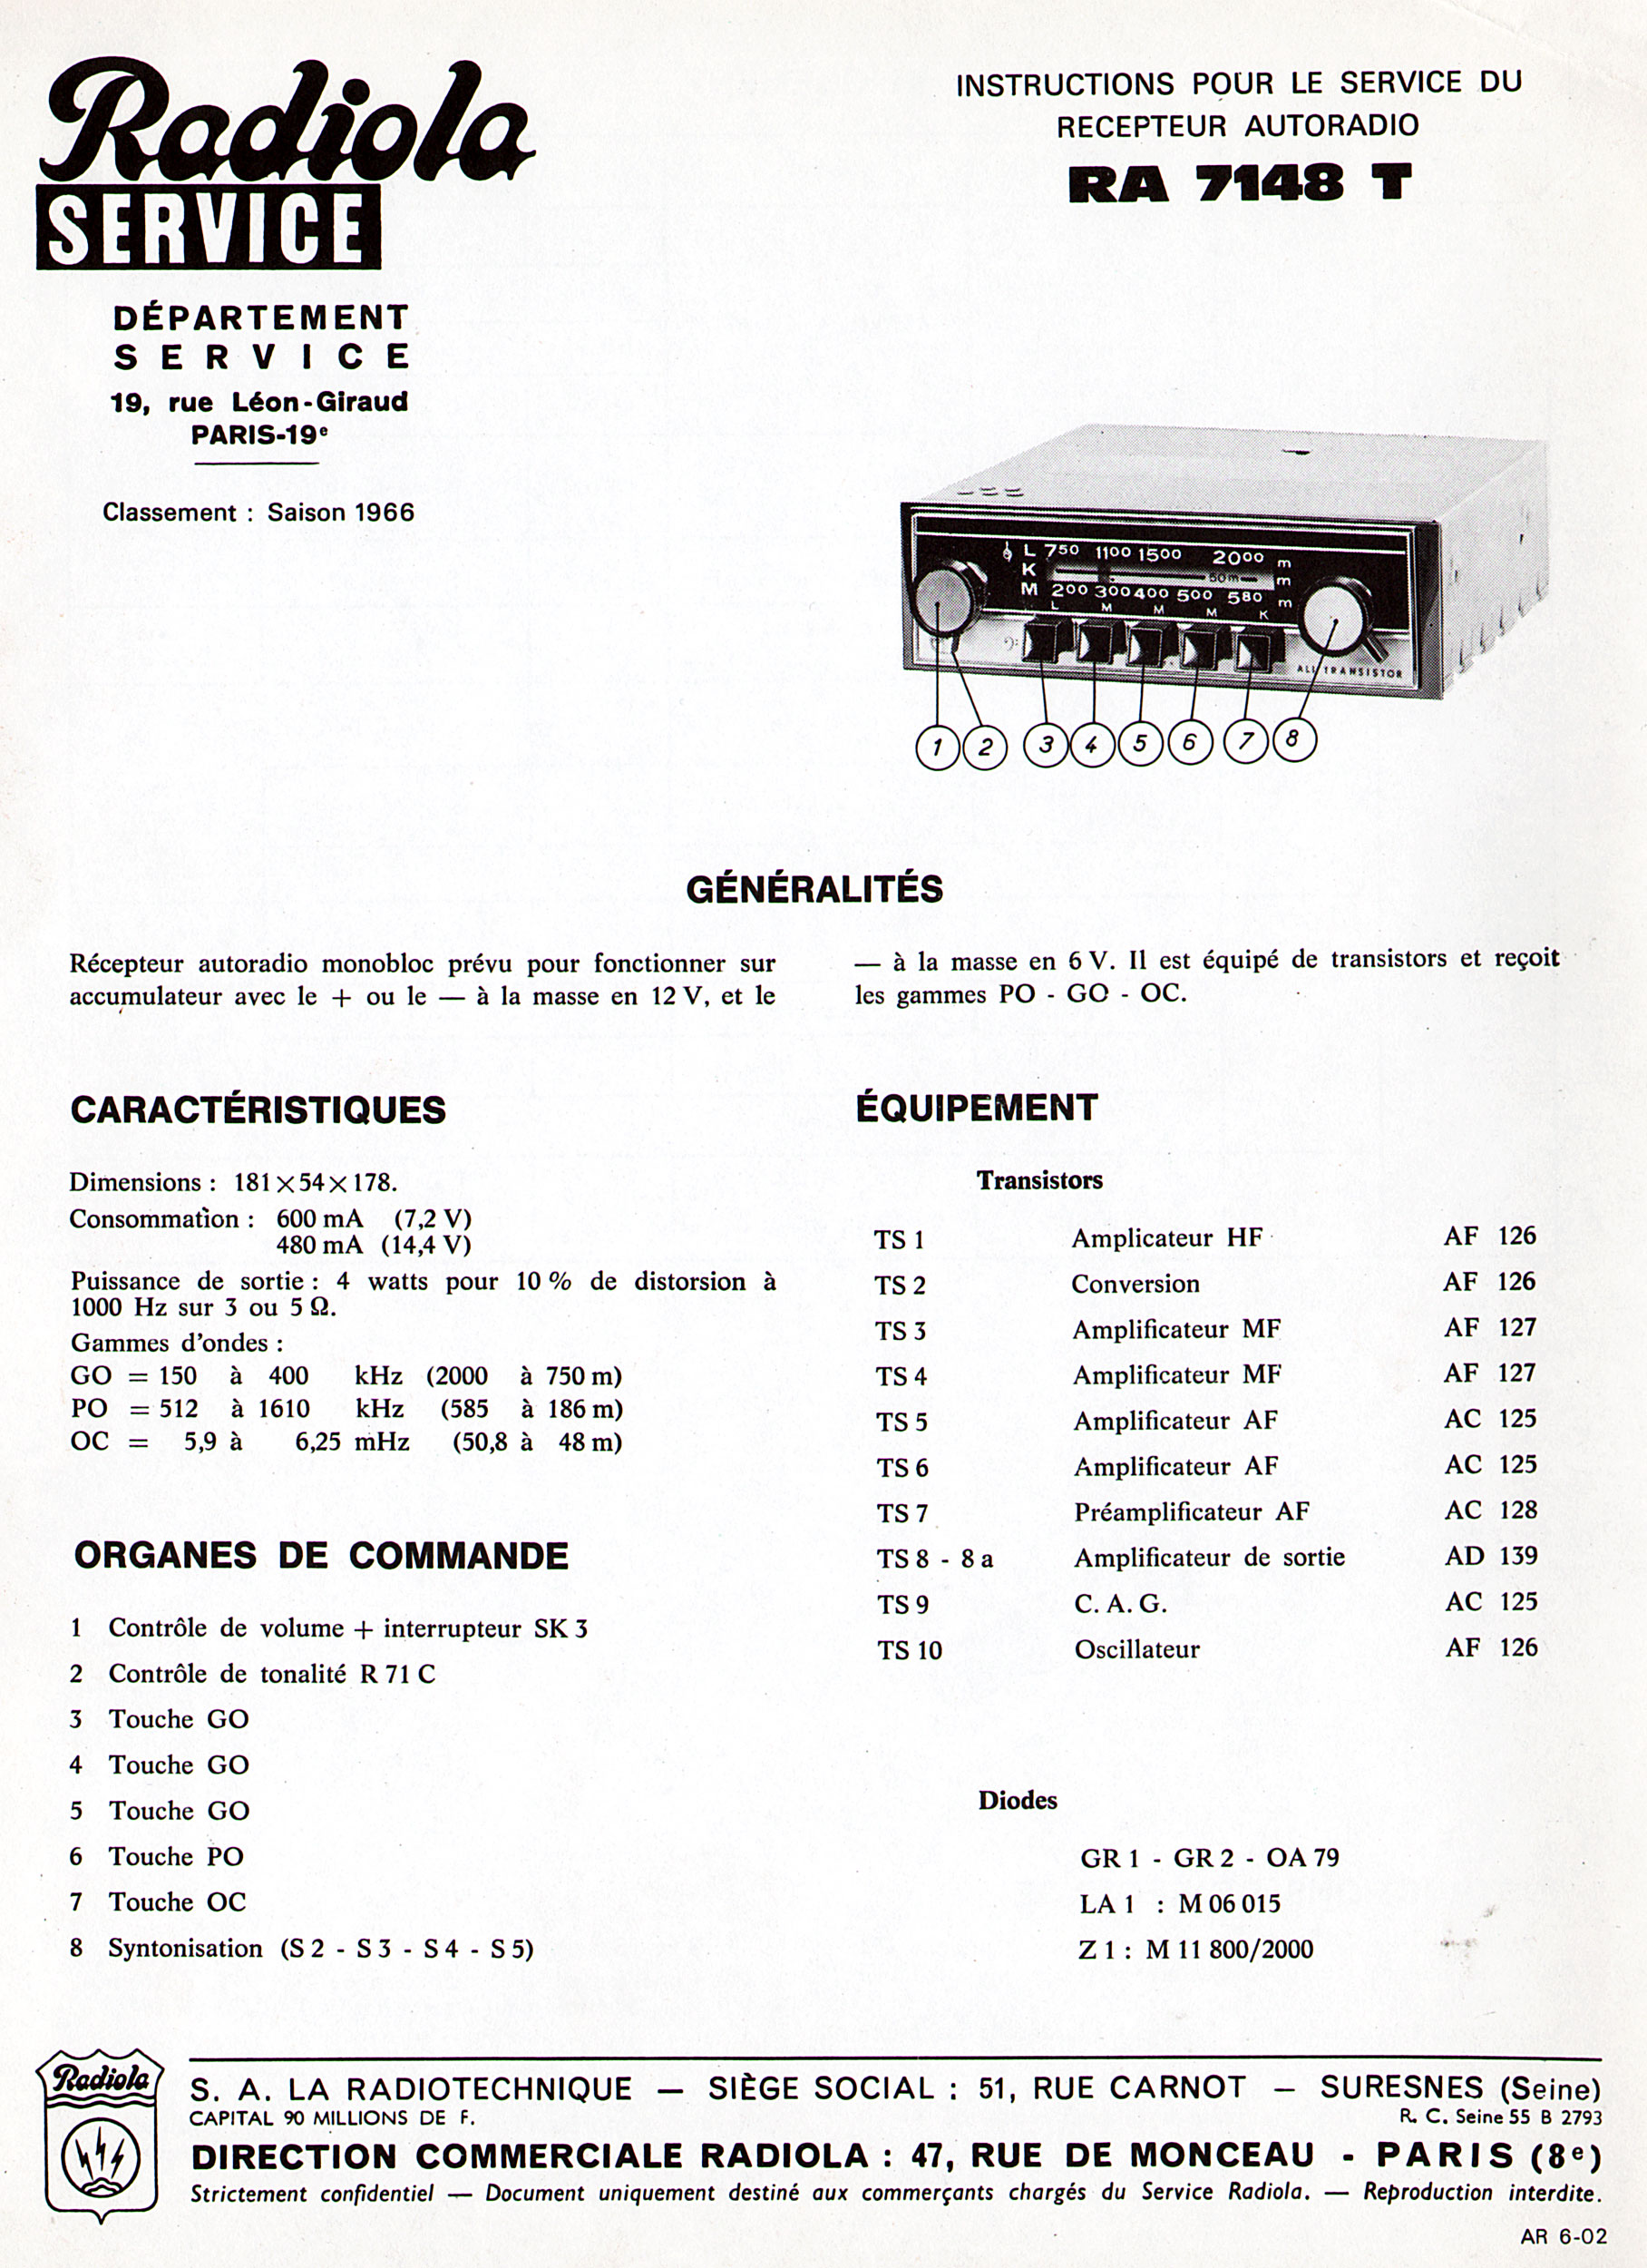 Radiola
SERVICE
DÉPARTEMENT
SERVICE
19, rue Léon-Giraud
PARIS-19e
Classement : Saison 1966
INSTRUCTIONS POUR LE SERVICE DU
RECEPTEUR AUTORADIO
RA 7148 T
L 750 1100 1500 2000 m
K 50m m
M 200 300 400 500 580 m
L M M M K
ALL TRANSISTOR
1 2 3 4 5 6 7 8
GÉNÉRALITÉS
Récepteur autoradio monobloc prévu pour fonctionner sur
accumulateur avec le + ou le — à la masse en 12 V, et le
— à la masse en 6 V. Il est équipé de transistors et reçoit
les gammes PO - GO - OC.
CARACTÉRISTIQUES
Dimensions : 181 × 54 × 178.
Consommation : 600 mA (7,2 V)
480 mA (14,4 V)
Puissance de sortie : 4 watts pour 10 % de distorsion à
1000 Hz sur 3 ou 5 Ω.
Gammes d'ondes :
GO = 150 à 400 kHz (2000 à 750 m)
PO = 512 à 1610 kHz (585 à 186 m)
OC = 5,9 à 6,25 mHz (50,8 à 48 m)
ORGANES DE COMMANDE
1 Contrôle de volume + interrupteur SK 3
2 Contrôle de tonalité R 71 C
3 Touche GO
4 Touche GO
5 Touche GO
6 Touche PO
7 Touche OC
8 Syntonisation (S 2 - S 3 - S 4 - S 5)
ÉQUIPEMENT
Transistors
TS 1 Amplicateur HF AF 126
TS 2 Conversion AF 126
TS 3 Amplificateur MF AF 127
TS 4 Amplificateur MF AF 127
TS 5 Amplificateur AF AC 125
TS 6 Amplificateur AF AC 125
TS 7 Préamplificateur AF AC 128
TS 8 - 8 a Amplificateur de sortie AD 139
TS 9 C. A. G. AC 125
TS 10 Oscillateur AF 126
Diodes
GR 1 - GR 2 - OA 79
LA 1 : M 06 015
Z 1 : M 11 800/2000
Radiola
S. A. LA RADIOTECHNIQUE — SIÈGE SOCIAL : 51, RUE CARNOT — SURESNES (Seine)
CAPITAL 90 MILLIONS DE F. R. C. Seine 55 B 2793
DIRECTION COMMERCIALE RADIOLA : 47, RUE DE MONCEAU - PARIS (8e)
Strictement confidentiel — Document uniquement destiné aux commerçants chargés du Service Radiola. — Reproduction interdite.
AR 6-02